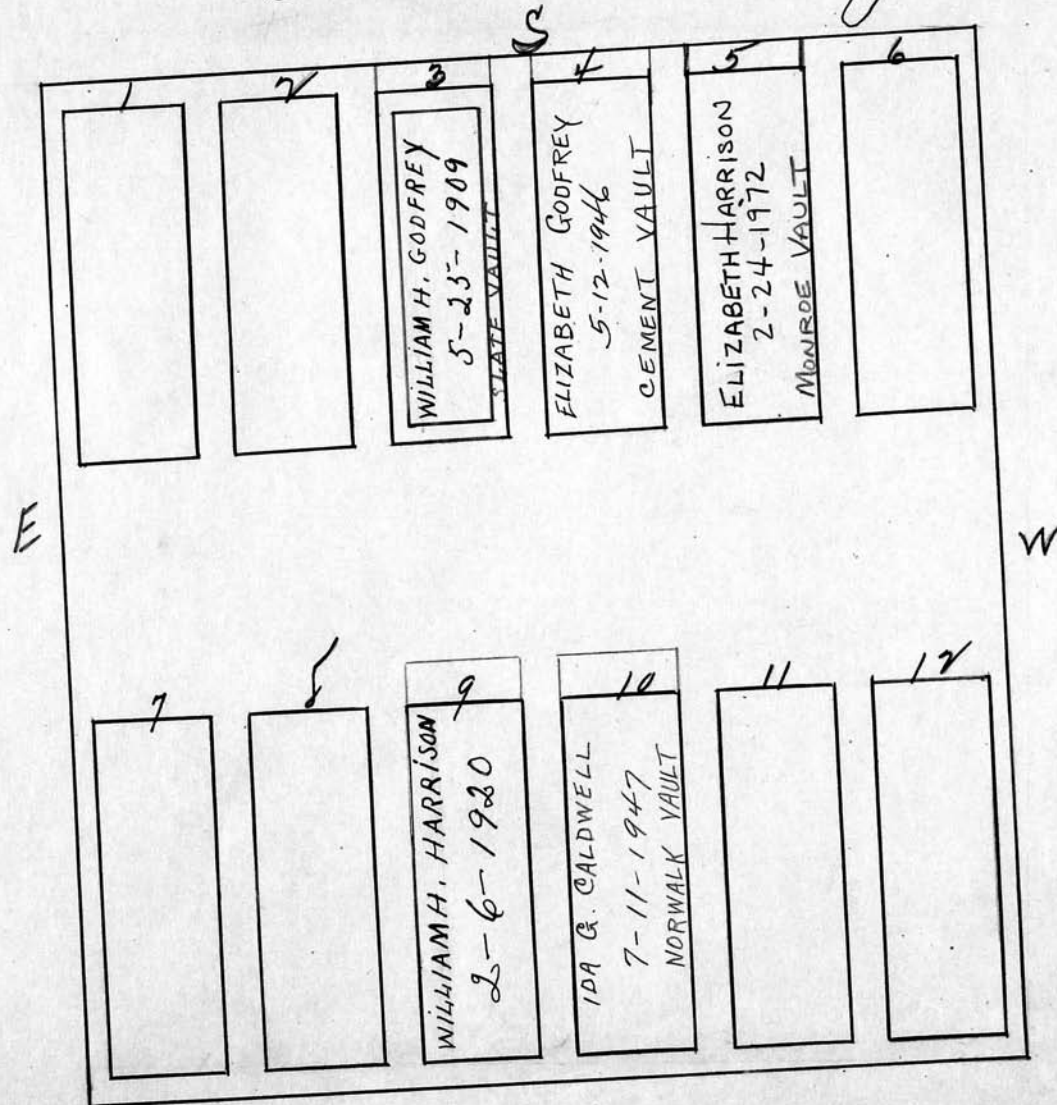 S
1
2
3
4
5
6
WILLIAM H. GODFREY
5-25-1909
SLATE VAULT
ELIZABETH GODFREY
5-12-1946
CEMENT VAULT
ELIZABETH HARRISON
2-24-1972
MONROE VAULT
E
W
7
8
9
10
11
12
WILLIAM H. HARRISON
2-6-1920
IDA G. CALDWELL
7-11-1947
NORWALK VAULT